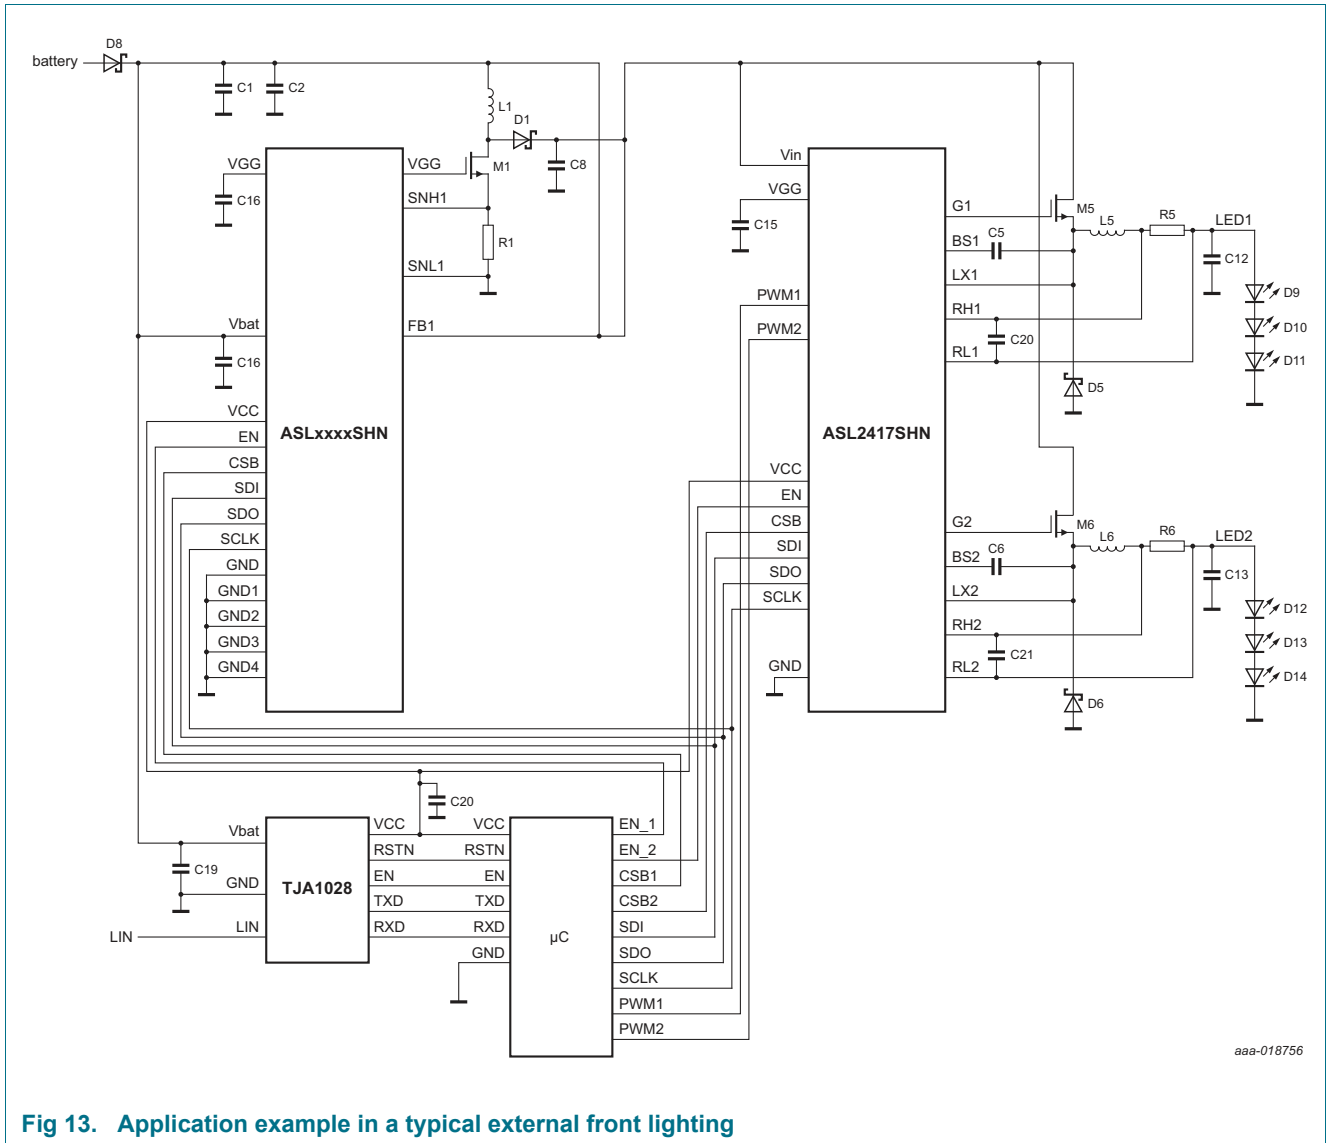 battery
D8
C1
C2
L1
D1
C8
M1
VGG
VGG
C16
SNH1
R1
SNL1
Vbat
FB1
C16
VCC
EN
CSB
SDI
SDO
SCLK
GND
GND1
GND2
GND3
GND4
ASLxxxxSHN
Vin
VGG
C15
PWM1
PWM2
VCC
EN
CSB
SDI
SDO
SCLK
GND
ASL2417SHN
G1
BS1
C5
LX1
RH1
C20
RL1
M5
L5
R5
LED1
C12
D9
D10
D11
D5
G2
BS2
C6
LX2
RH2
C21
RL2
M6
L6
R6
LED2
C13
D12
D13
D14
D6
C20
Vbat
C19
GND
LIN
LIN
TJA1028
VCC
RSTN
EN
TXD
RXD
VCC
RSTN
EN
TXD
RXD
GND
µC
EN_1
EN_2
CSB1
CSB2
SDI
SDO
SCLK
PWM1
PWM2
aaa-018756
Fig 13. Application example in a typical external front lighting